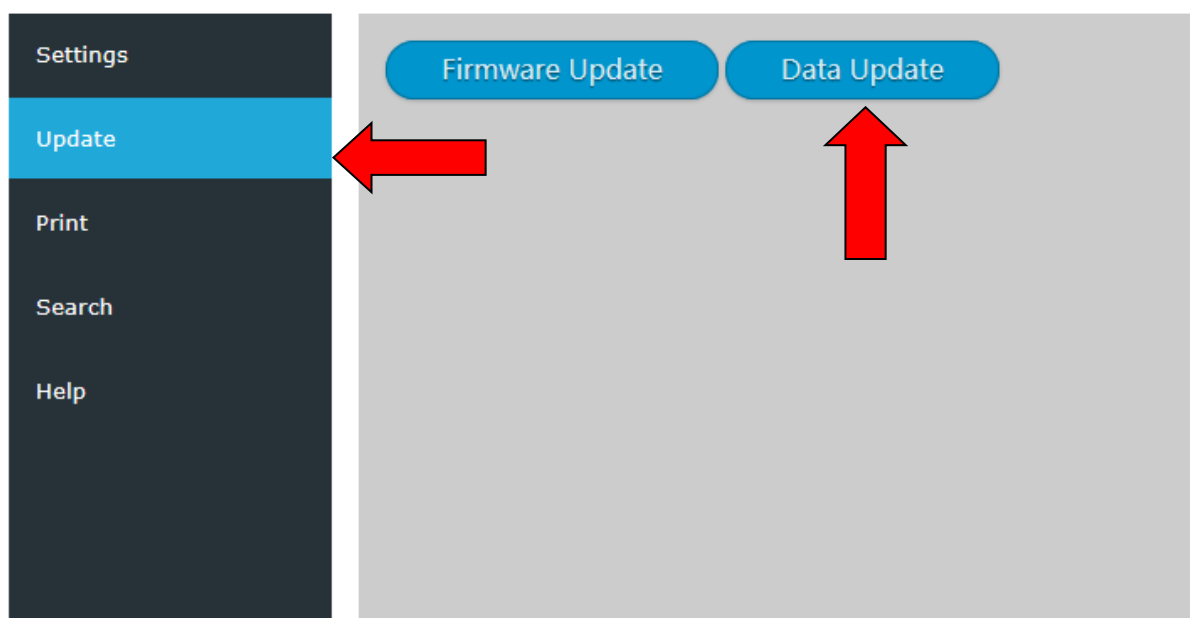 Settings
Update
Print
Search
Help
Firmware Update
Data Update